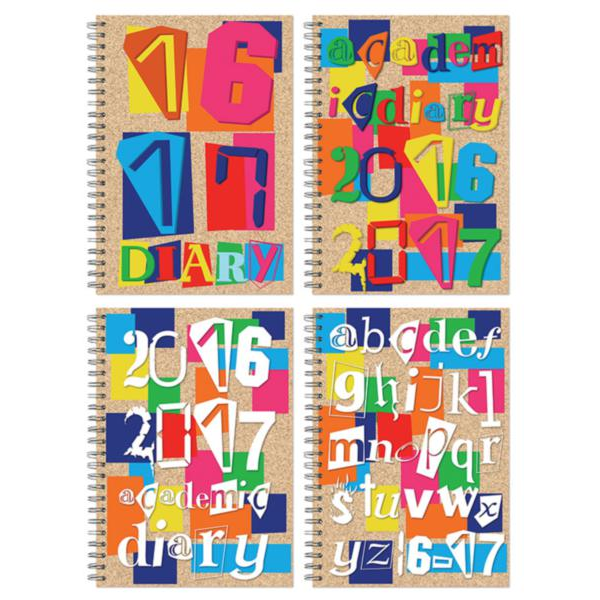 16
17
DIARY
academ
icdiary
2016
2017
2016
2017
academic
diary
abcdef
ghijkl
mnopqr
stuvwx
yz16-17